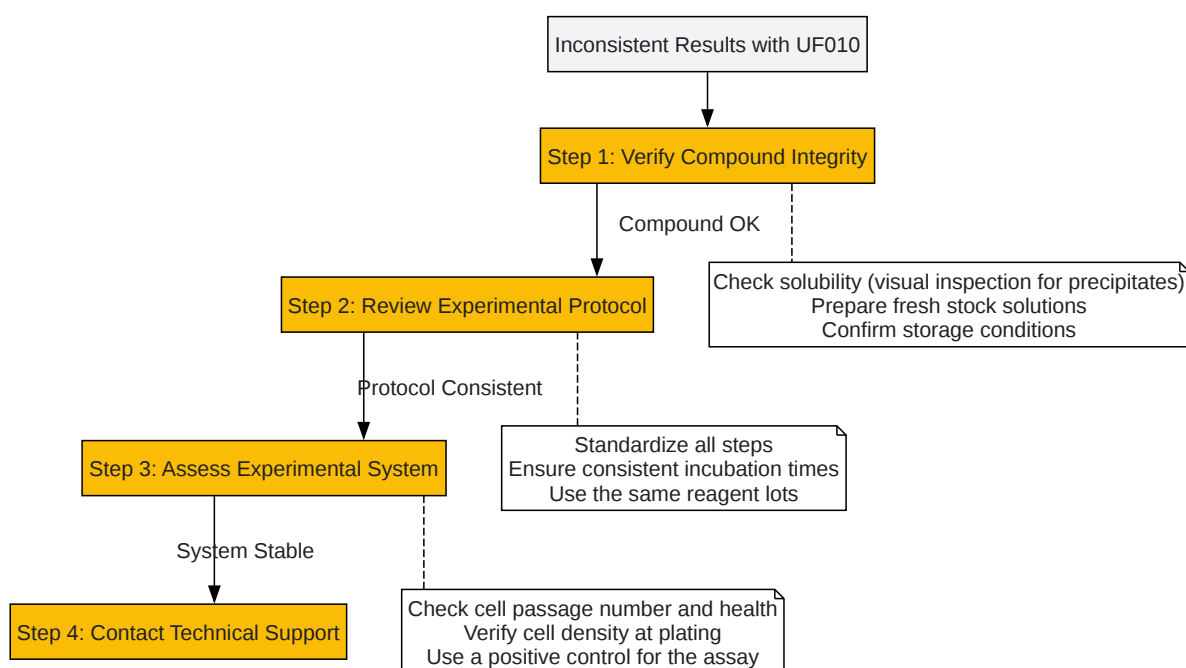 Inconsistent Results with UF010
Step 1: Verify Compound Integrity
Compound OK
Check solubility (visual inspection for precipitates)
Prepare fresh stock solutions
Confirm storage conditions
Step 2: Review Experimental Protocol
Protocol Consistent
Standardize all steps
Ensure consistent incubation times
Use the same reagent lots
Step 3: Assess Experimental System
System Stable
Check cell passage number and health
Verify cell density at plating
Use a positive control for the assay
Step 4: Contact Technical Support